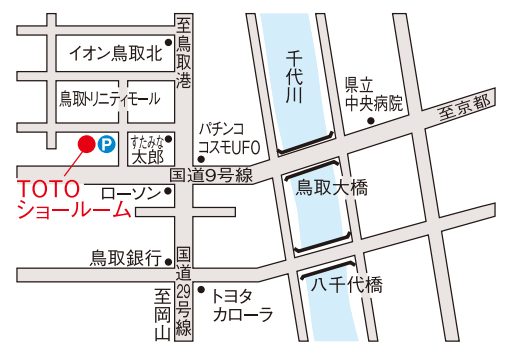 至鳥取港
イオン鳥取北
千代川
県立
中央病院
至京都
鳥取トリニティモール
P
すたみな
太郎
パチンコ
コスモUFO
国道9号線
TOTO
ショールーム
ローソン
鳥取大橋
鳥取銀行
国道29号線
至岡山
トヨタ
カローラ
八千代橋